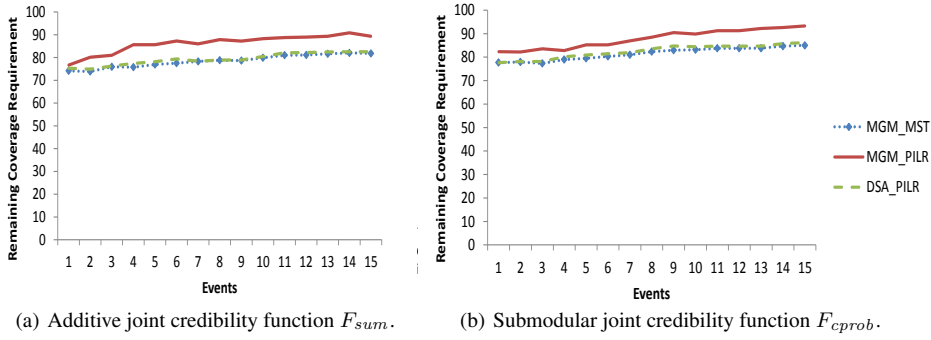 100
90
80
70
60
50
40
30
20
10
0
Remaining Coverage Requirement
1 2 3 4 5 6 7 8 9 10 11 12 13 14 15
Events
(a) Additive joint credibility function F_sum.
100
90
80
70
60
50
40
30
20
10
0
Remaining Coverage Requirement
1 2 3 4 5 6 7 8 9 10 11 12 13 14 15
Events
MGM_MST
MGM_PILR
DSA_PILR
(b) Submodular joint credibility function F_cprob.